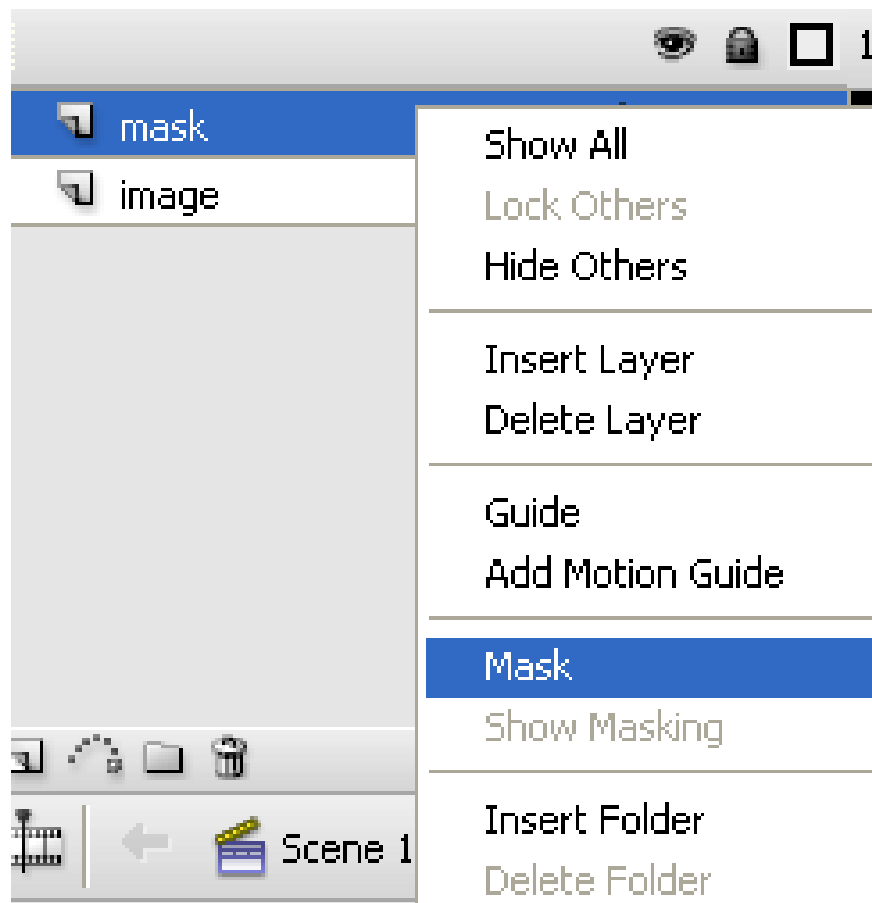 1
mask
image
Show All
Lock Others
Hide Others
Insert Layer
Delete Layer
Guide
Add Motion Guide
Mask
Show Masking
Insert Folder
Delete Folder
Scene 1